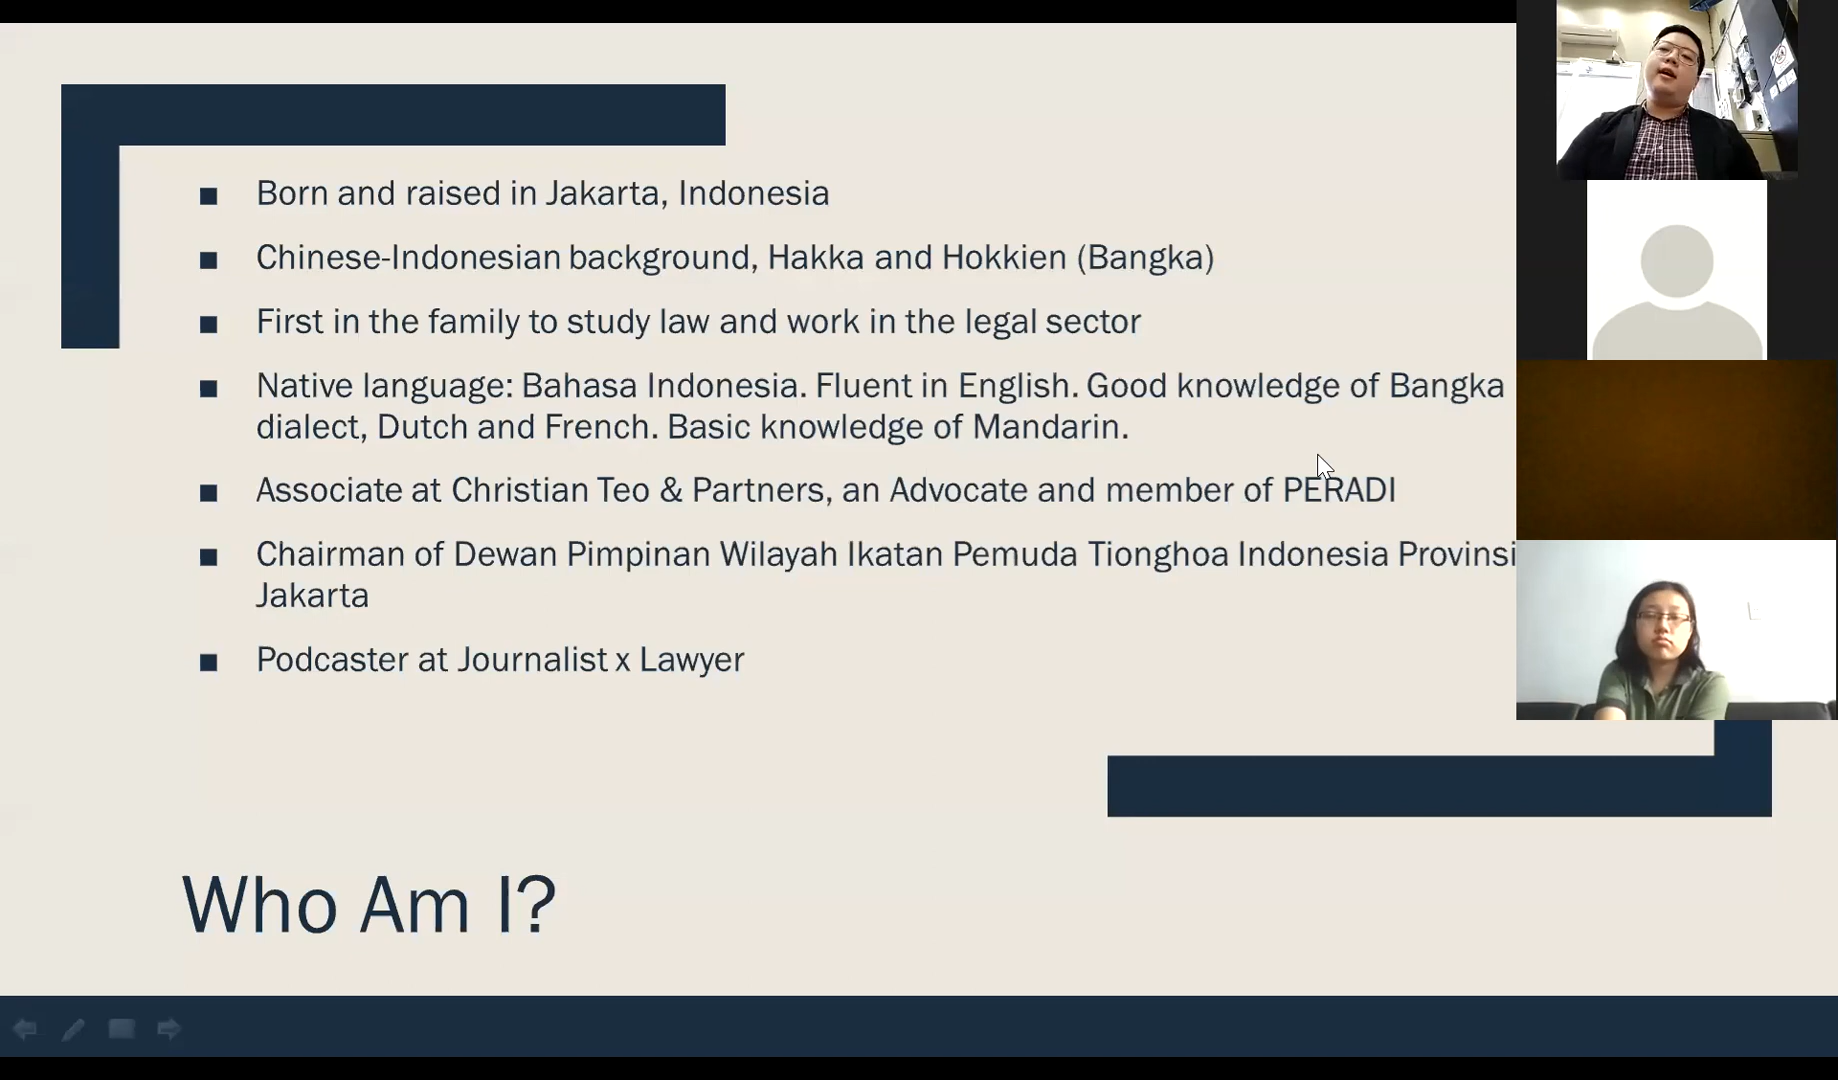 Born and raised in Jakarta, Indonesia
Chinese-Indonesian background, Hakka and Hokkien (Bangka)
First in the family to study law and work in the legal sector
Native language: Bahasa Indonesia. Fluent in English. Good knowledge of Bangka
dialect, Dutch and French. Basic knowledge of Mandarin.
Associate at Christian Teo & Partners, an Advocate and member of PERADI
Chairman of Dewan Pimpinan Wilayah Ikatan Pemuda Tionghoa Indonesia Provinsi
Jakarta
Podcaster at Journalist x Lawyer
Who Am I?